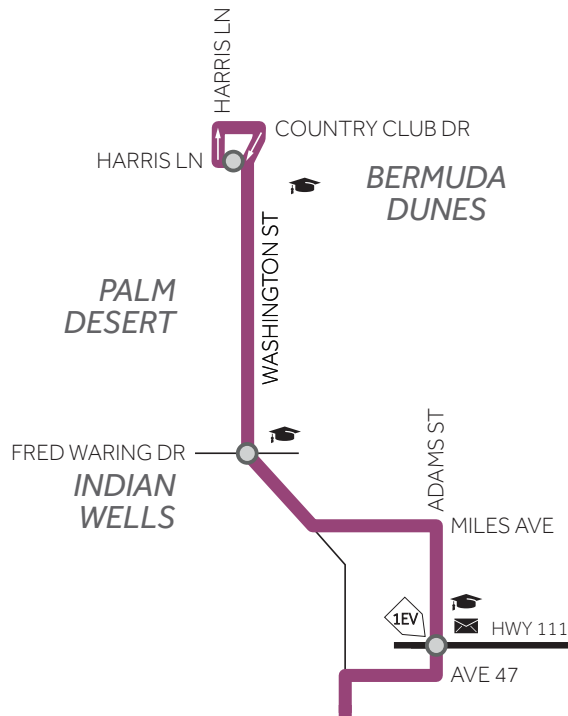 HARRIS LN
COUNTRY CLUB DR
HARRIS LN
BERMUDA
DUNES
WASHINGTON ST
PALM
DESERT
FRED WARING DR
INDIAN
WELLS
ADAMS ST
MILES AVE
1EV
HWY 111
AVE 47